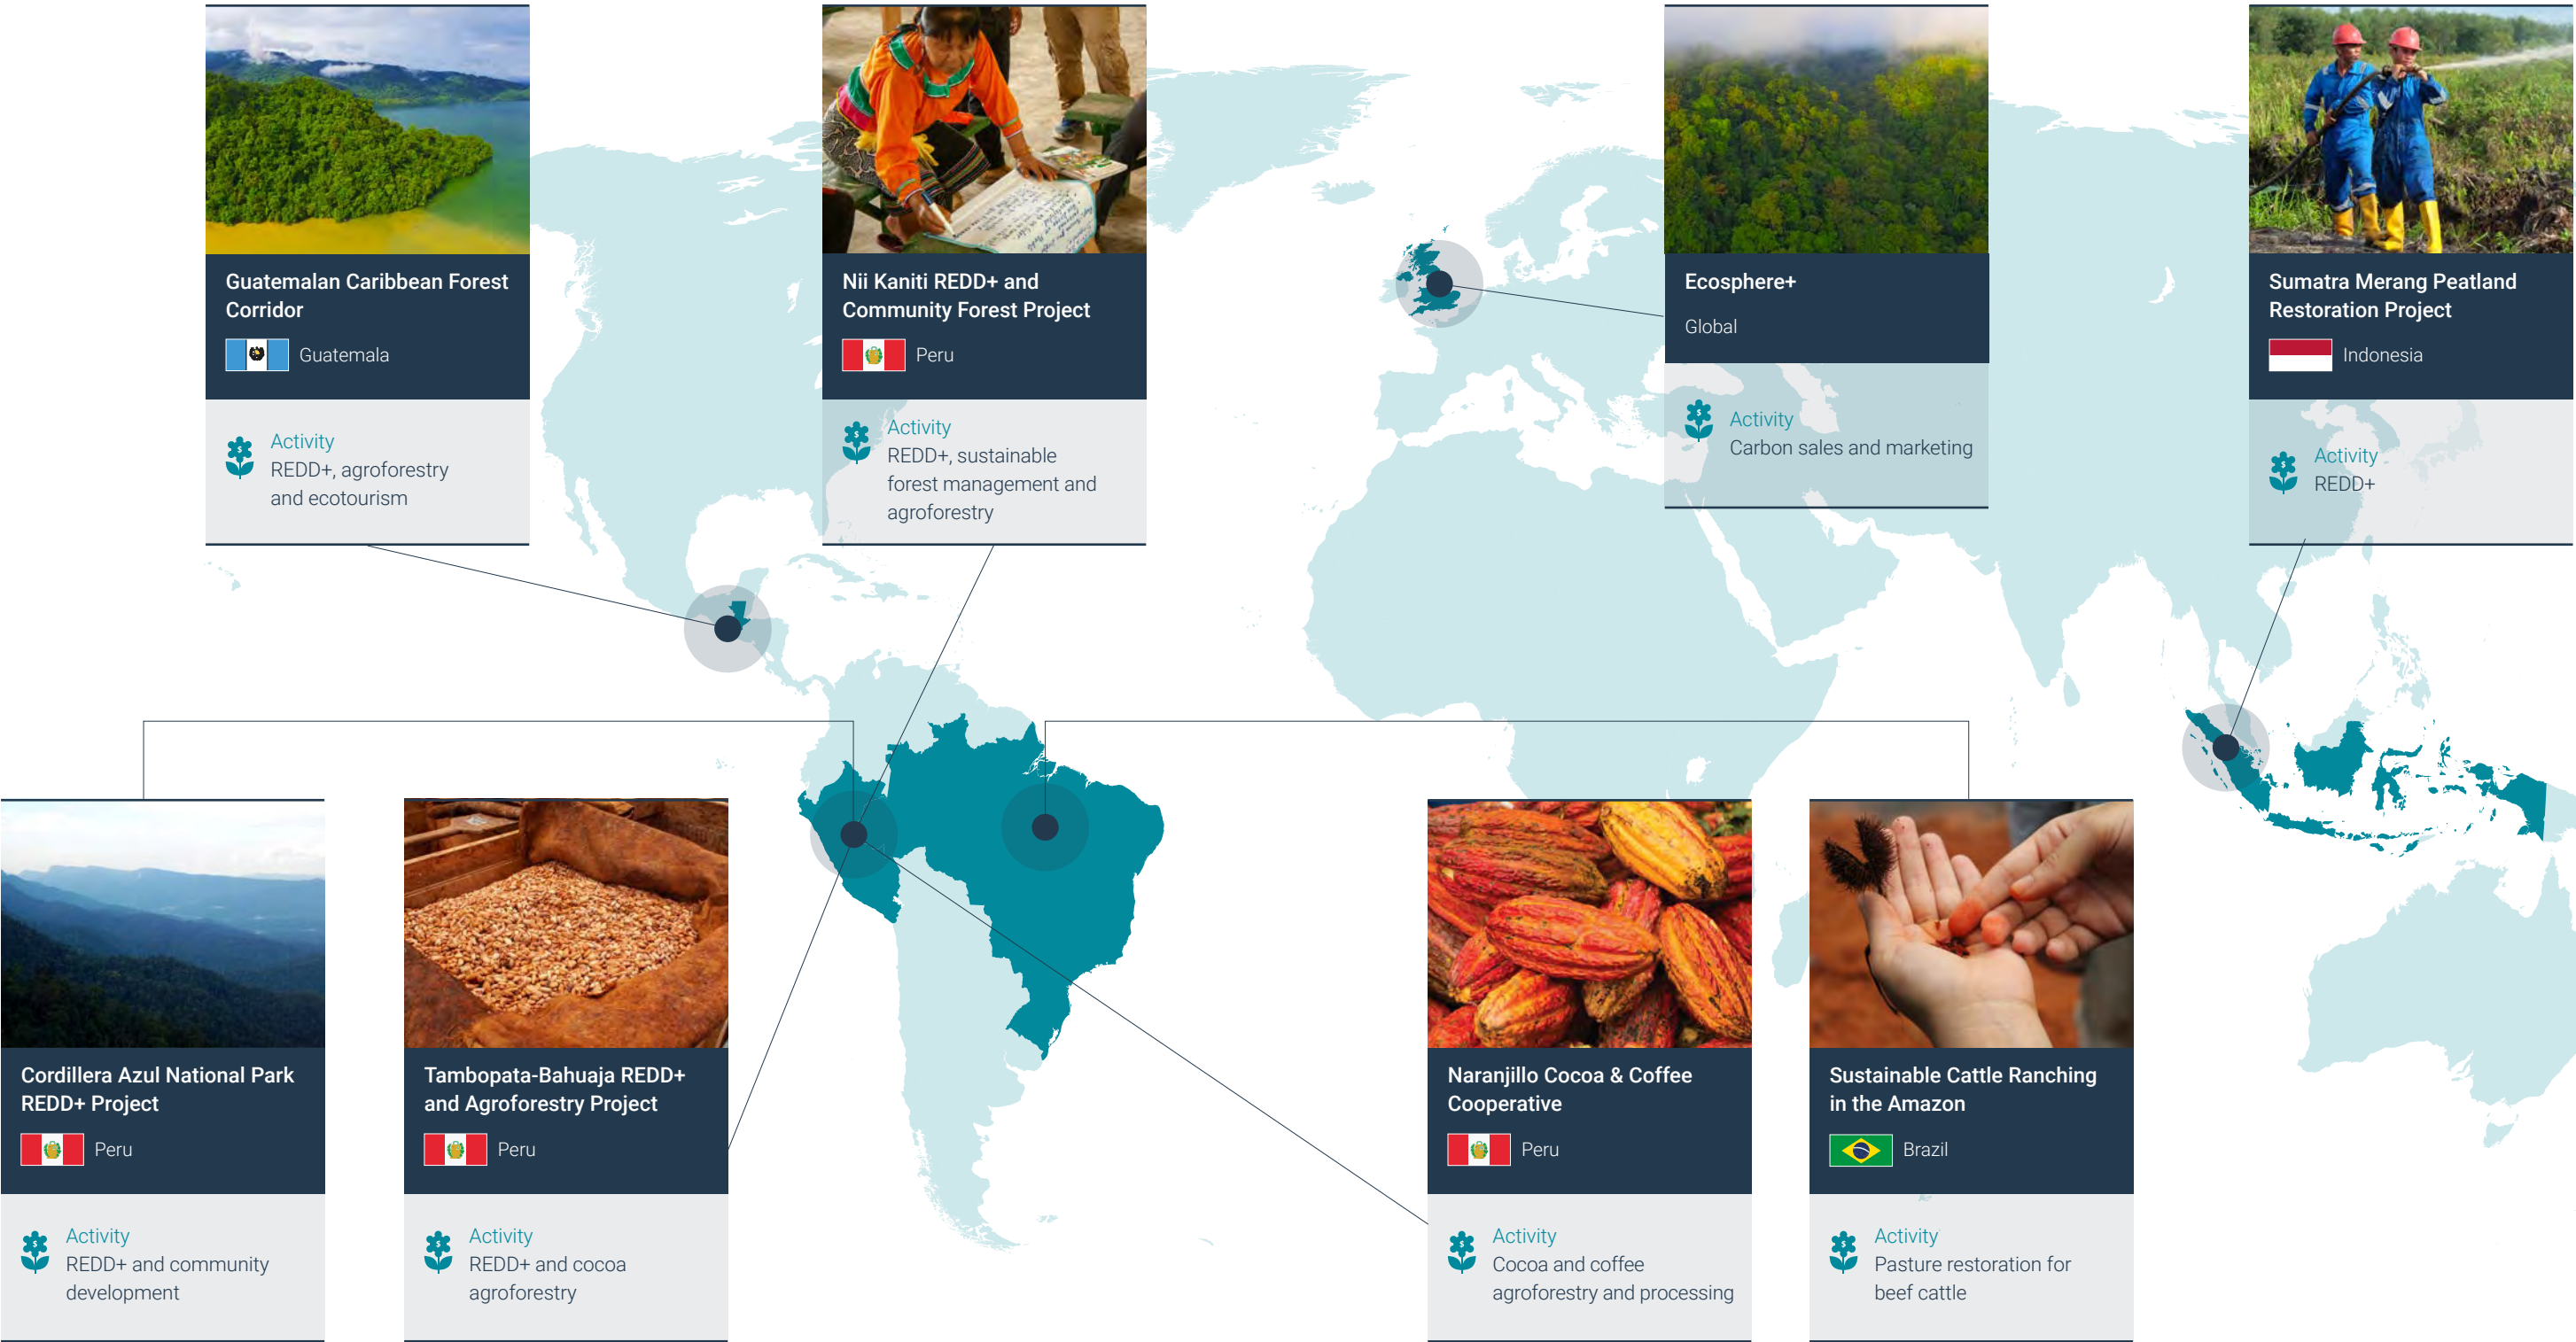 Guatemalan Caribbean Forest
Corridor
Guatemala
Activity
REDD+, agroforestry
and ecotourism
Nii Kaniti REDD+ and
Community Forest Project
Peru
Activity
REDD+, sustainable
forest management and
agroforestry
Ecosphere+
Global
Activity
Carbon sales and marketing
Sumatra Merang Peatland
Restoration Project
Indonesia
Activity
REDD+
Cordillera Azul National Park
REDD+ Project
Peru
Activity
REDD+ and community
development
Tambopata-Bahuaja REDD+
and Agroforestry Project
Peru
Activity
REDD+ and cocoa
agroforestry
Naranjillo Cocoa & Coffee
Cooperative
Peru
Activity
Cocoa and coffee
agroforestry and processing
Sustainable Cattle Ranching
in the Amazon
Brazil
Activity
Pasture restoration for
beef cattle